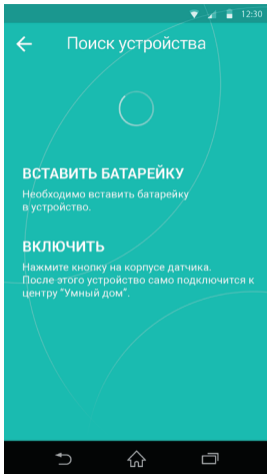 12:30
Поиск устройства
ВСТАВИТЬ БАТАРЕЙКУ
Необходимо вставить батарейку
в устройство.
ВКЛЮЧИТЬ
Нажмите кнопку на корпусе датчика.
После этого устройство само подключится к
центру “Умный дом”.